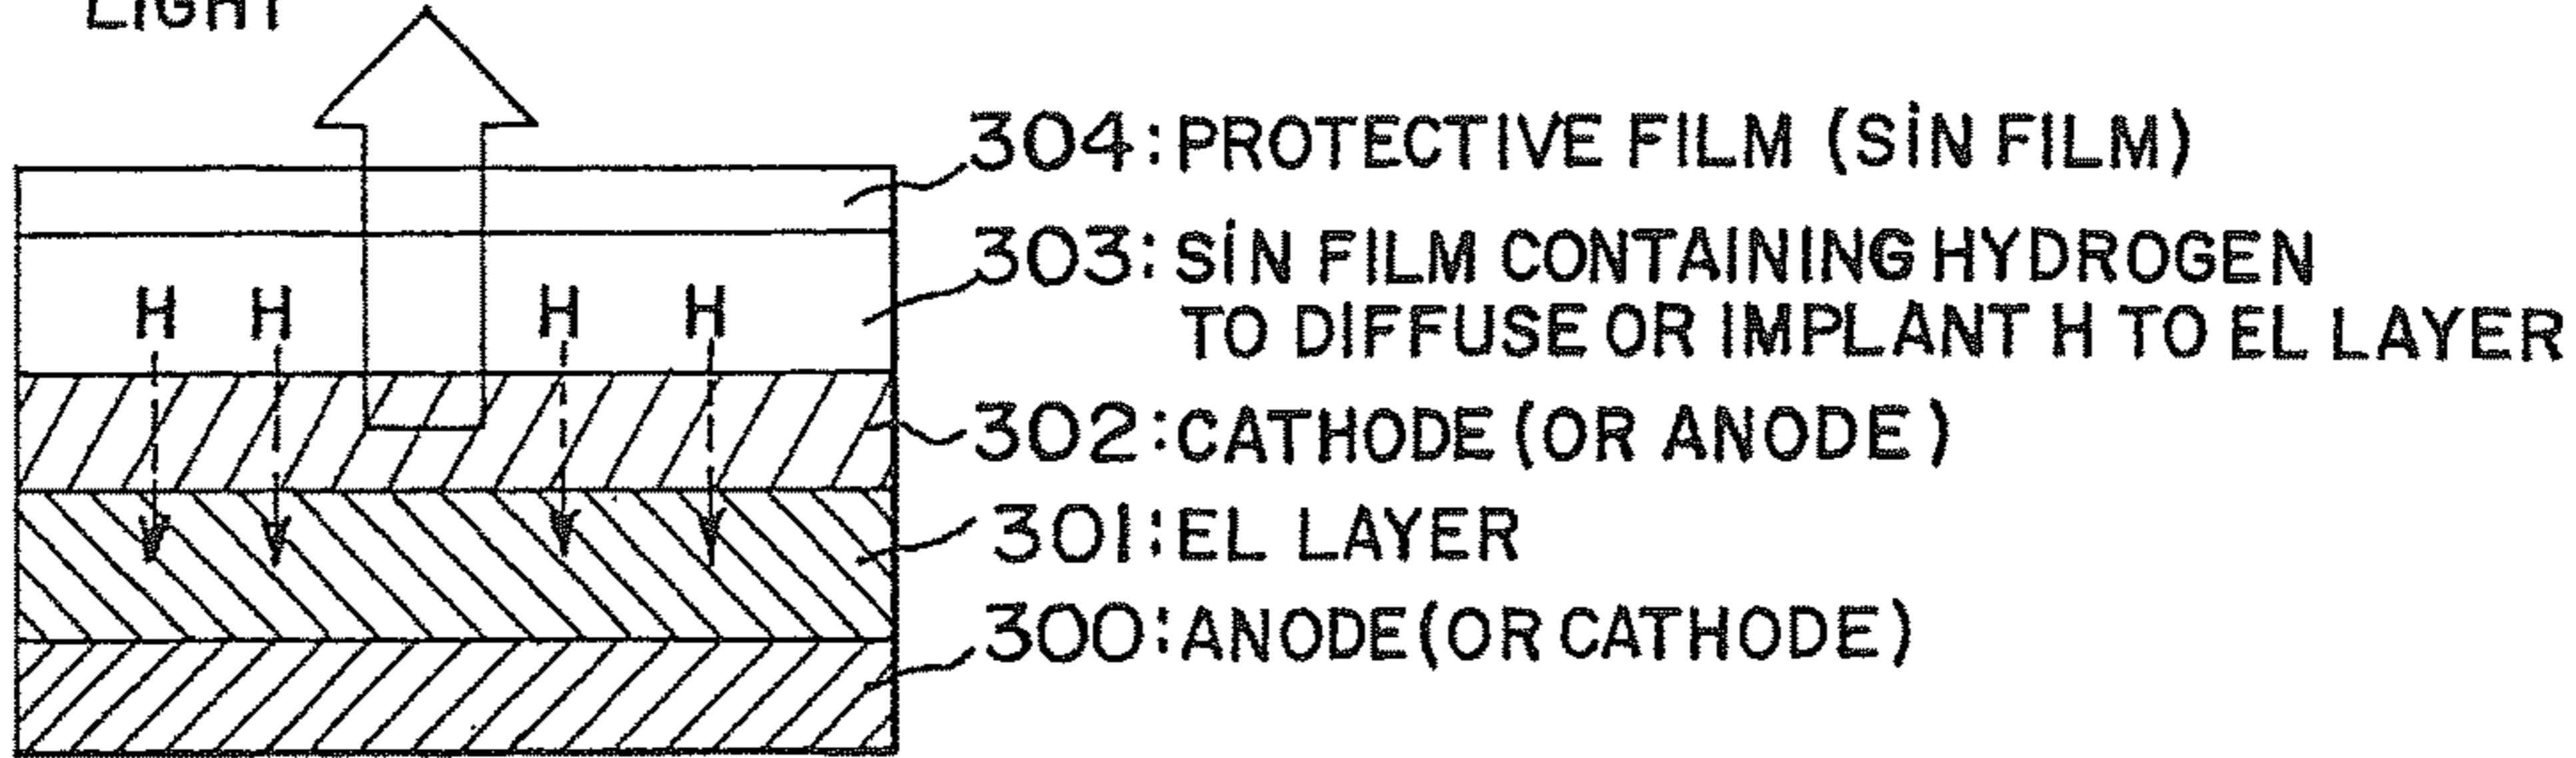 LIGHT
304:PROTECTIVE FILM (SiN FILM)
303:SiN FILM CONTAINING HYDROGEN
TO DIFFUSE OR IMPLANT H TO EL LAYER
H H H H
302:CATHODE (OR ANODE)
301:EL LAYER
300:ANODE(OR CATHODE)